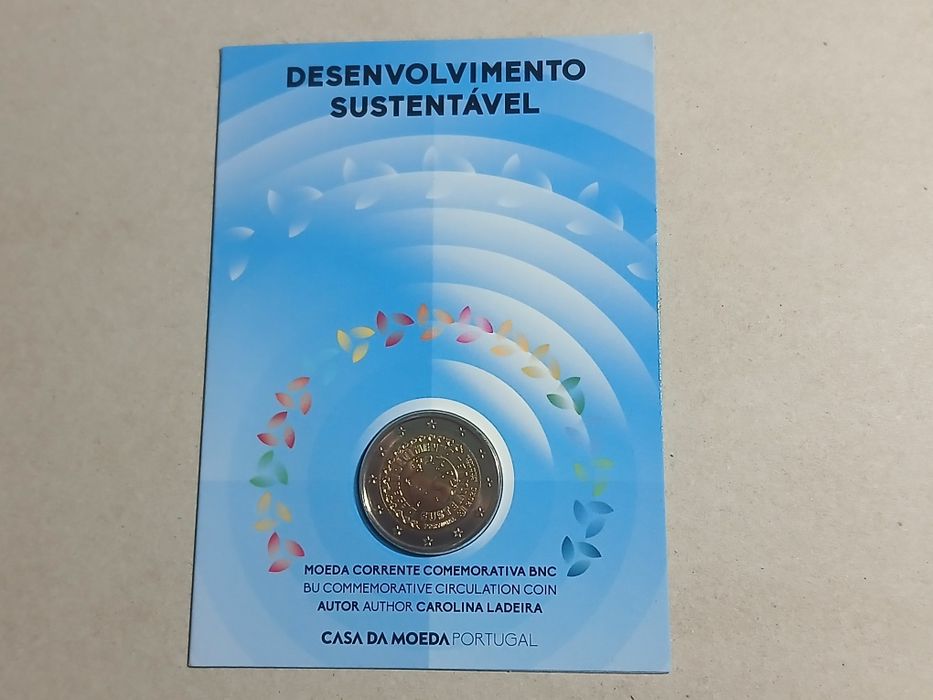 DESENVOLVIMENTO
SUSTENTÁVEL
MOEDA CORRENTE COMEMORATIVA BNC
BU COMMEMORATIVE CIRCULATION COIN
AUTOR AUTHOR CAROLINA LADEIRA
CASA DA MOEDA PORTUGAL